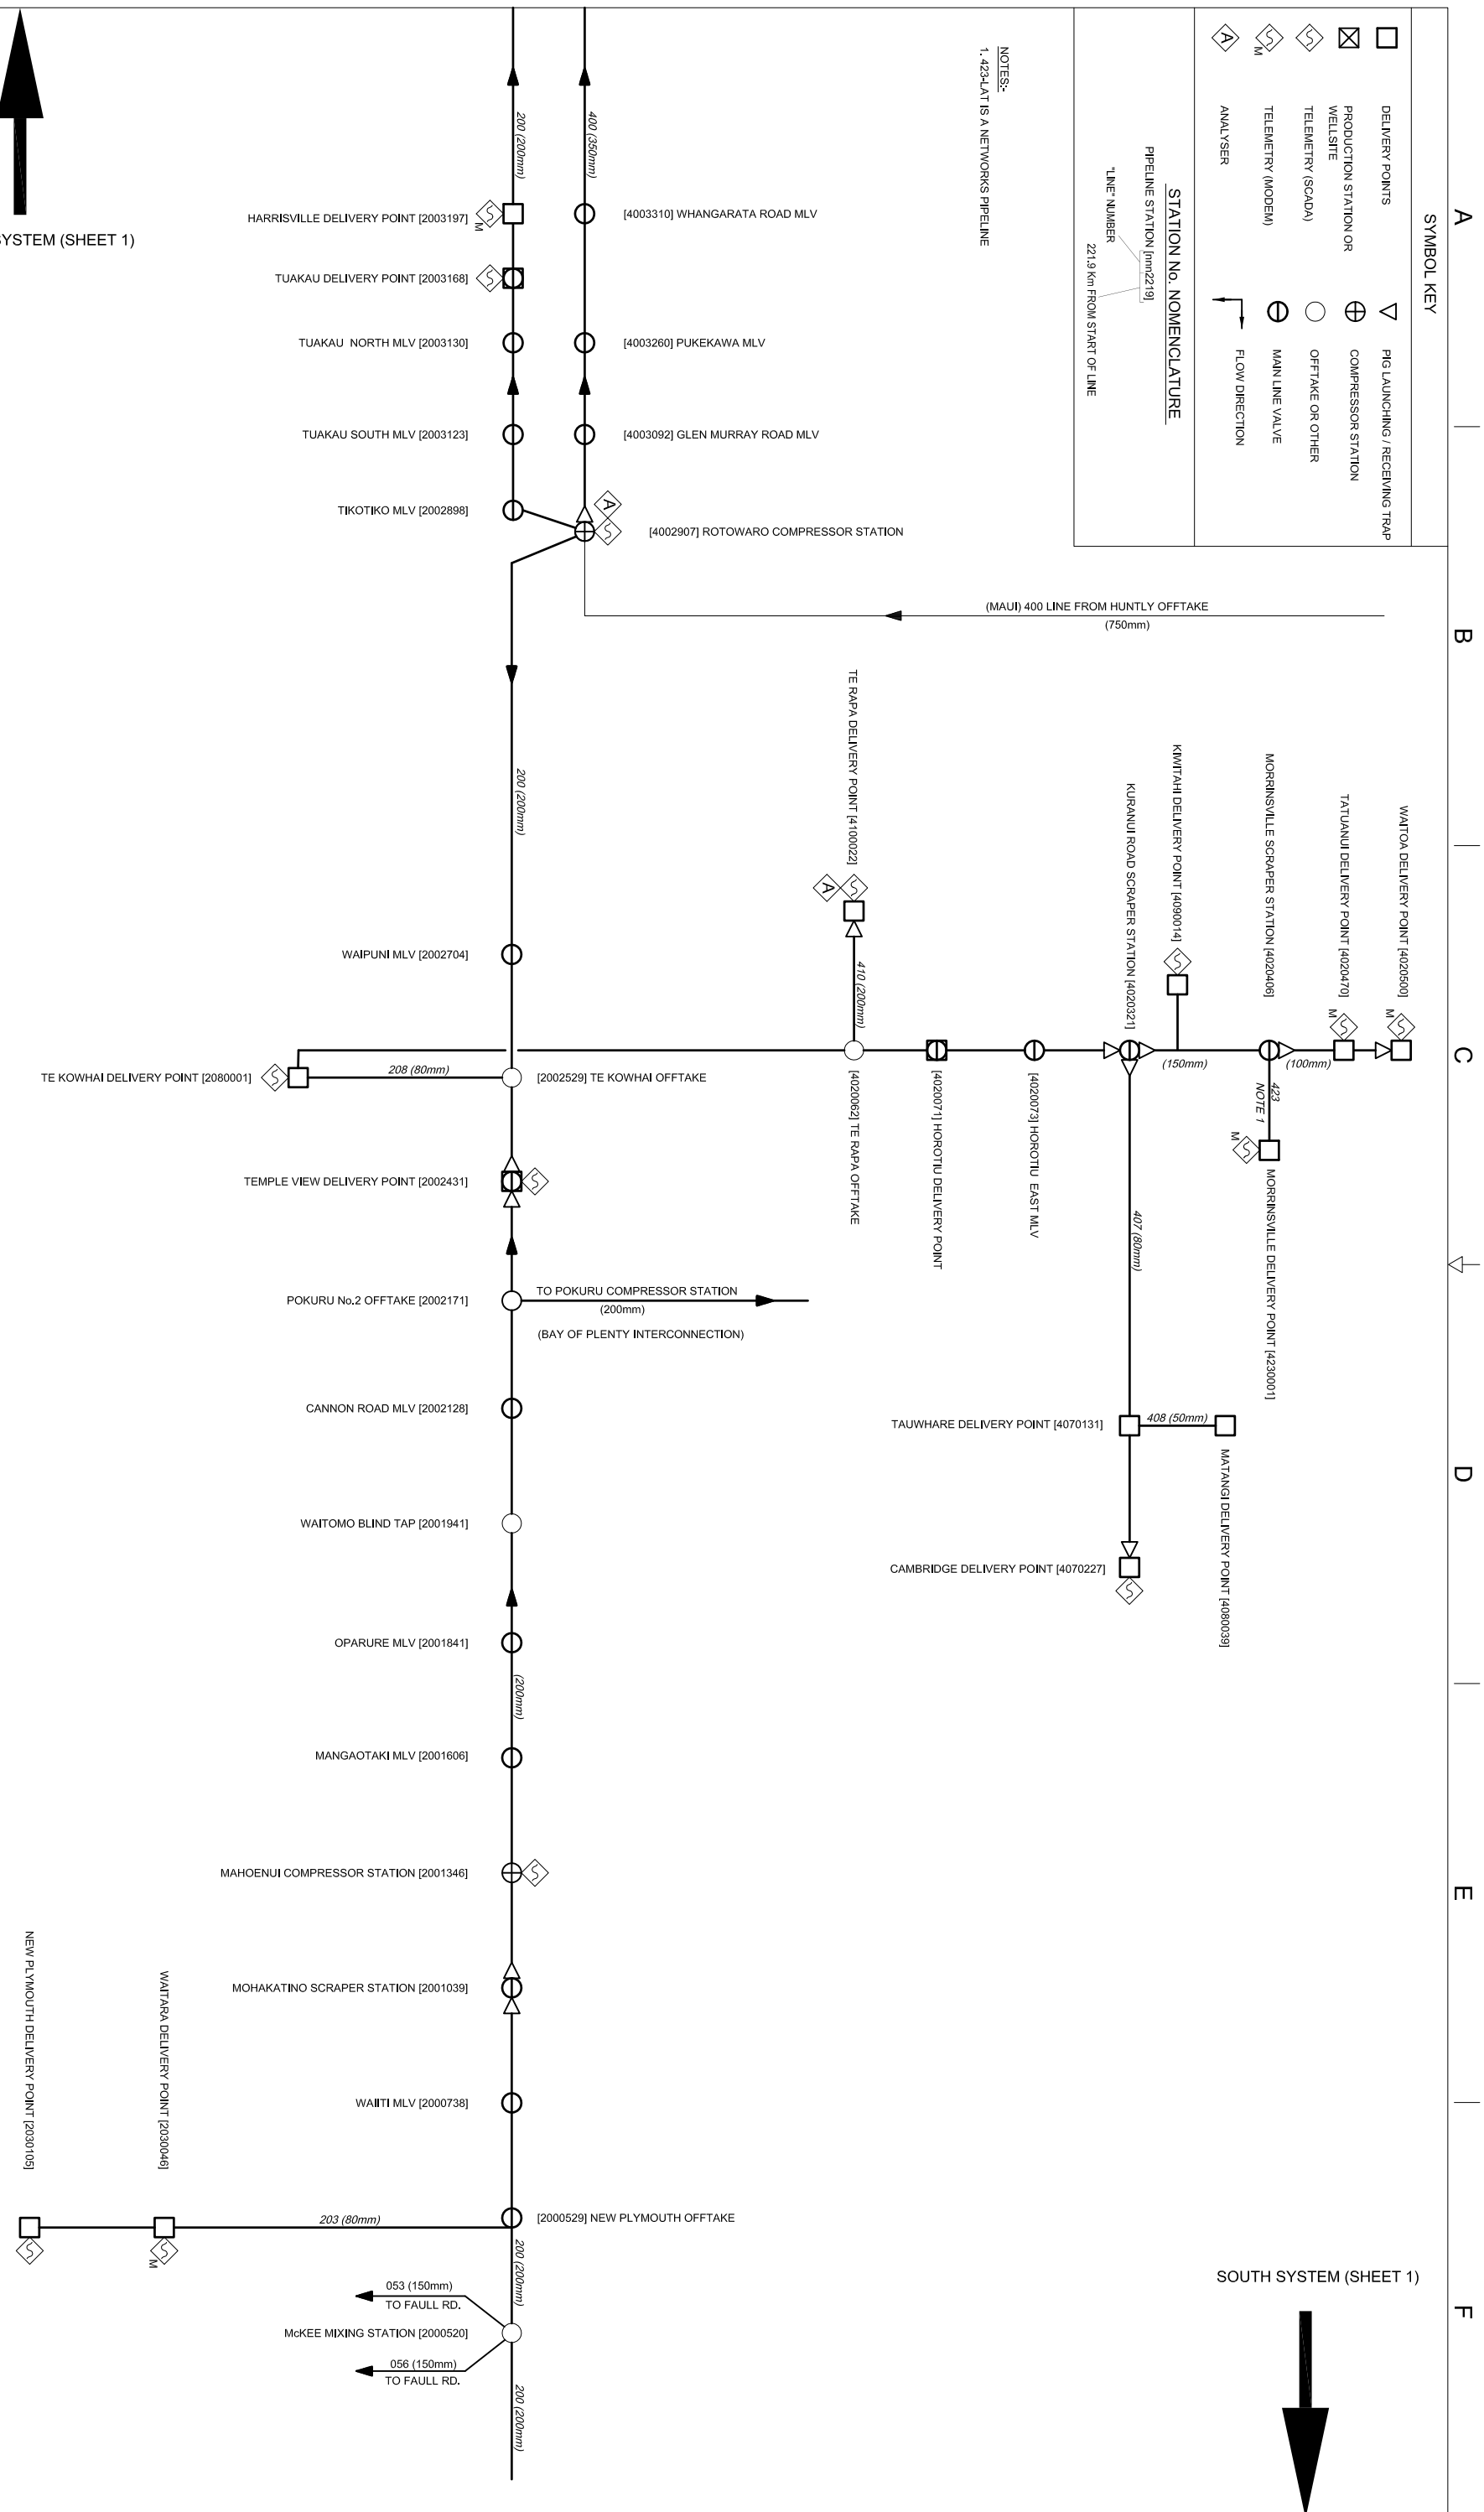 A
B
C
D
E
F
SYMBOL KEY
DELIVERY POINTS
PRODUCTION STATION OR
WELLSITE
TELEMETRY (SCADA)
M
TELEMETRY (MODEM)
A
ANALYSER
PIG LAUNCHING / RECEIVING TRAP
COMPRESSOR STATION
OFFTAKE OR OTHER
MAIN LINE VALVE
FLOW DIRECTION
STATION No. NOMENCLATURE
PIPELINE STATION [nnn2219]
"LINE" NUMBER
221.9 Km FROM START OF LINE
NOTES:-
1. 423-LAT IS A NETWORKS PIPELINE
YSTEM (SHEET 1)
SOUTH SYSTEM (SHEET 1)
400 (350mm)
200 (200mm)
HARRISVILLE DELIVERY POINT [2003197]
M
[4003310] WHANGARATA ROAD MLV
TUAKAU DELIVERY POINT [2003168]
TUAKAU NORTH MLV [2003130]
[4003260] PUKEKAWA MLV
TUAKAU SOUTH MLV [2003123]
[4003092] GLEN MURRAY ROAD MLV
TIKOTIKO MLV [2002898]
A
[4002907] ROTOWARO COMPRESSOR STATION
(MAUI) 400 LINE FROM HUNTLY OFFTAKE
(750mm)
200 (200mm)
WAIPUNI MLV [2002704]
TE RAPA DELIVERY POINT [4100022]
A
410 (200mm)
KURANUI ROAD SCRAPER STATION [4020321]
KIWITAHI DELIVERY POINT [4090014]
MORRINSVILLE SCRAPER STATION [4020406]
TATUANUI DELIVERY POINT [4020470]
M
WAITOA DELIVERY POINT [4020500]
M
(150mm)
(100mm)
423
NOTE 1
M
MORRINSVILLE DELIVERY POINT [4230001]
TE KOWHAI DELIVERY POINT [2080001]
208 (80mm)
[2002529] TE KOWHAI OFFTAKE
[4020062] TE RAPA OFFTAKE
[4020071] HOROTIU DELIVERY POINT
[4020073] HOROTIU EAST MLV
407 (80mm)
TEMPLE VIEW DELIVERY POINT [2002431]
POKURU No.2 OFFTAKE [2002171]
TO POKURU COMPRESSOR STATION
(200mm)
(BAY OF PLENTY INTERCONNECTION)
CANNON ROAD MLV [2002128]
TAUWHARE DELIVERY POINT [4070131]
408 (50mm)
MATANGI DELIVERY POINT [4080039]
WAITOMO BLIND TAP [2001941]
CAMBRIDGE DELIVERY POINT [4070227]
OPARURE MLV [2001841]
(200mm)
MANGAOTAKI MLV [2001606]
MAHOENUI COMPRESSOR STATION [2001346]
MOHAKATINO SCRAPER STATION [2001039]
WAIITI MLV [2000738]
NEW PLYMOUTH DELIVERY POINT [2030105]
WAITARA DELIVERY POINT [2030046]
M
203 (80mm)
[2000529] NEW PLYMOUTH OFFTAKE
200 (200mm)
053 (150mm)
TO FAULL RD.
McKEE MIXING STATION [2000520]
056 (150mm)
TO FAULL RD.
200 (200mm)